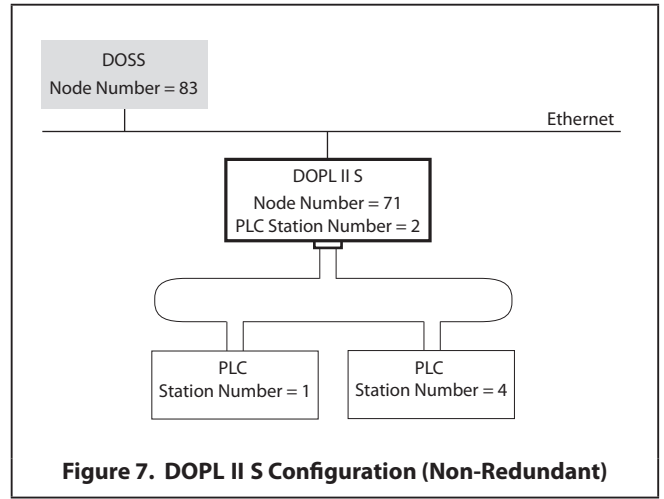 DOSS
Node Number = 83
Ethernet
DOPL II S
Node Number = 71
PLC Station Number = 2
PLC
Station Number = 1
PLC
Station Number = 4
Figure 7. DOPL II S Configuration (Non-Redundant)